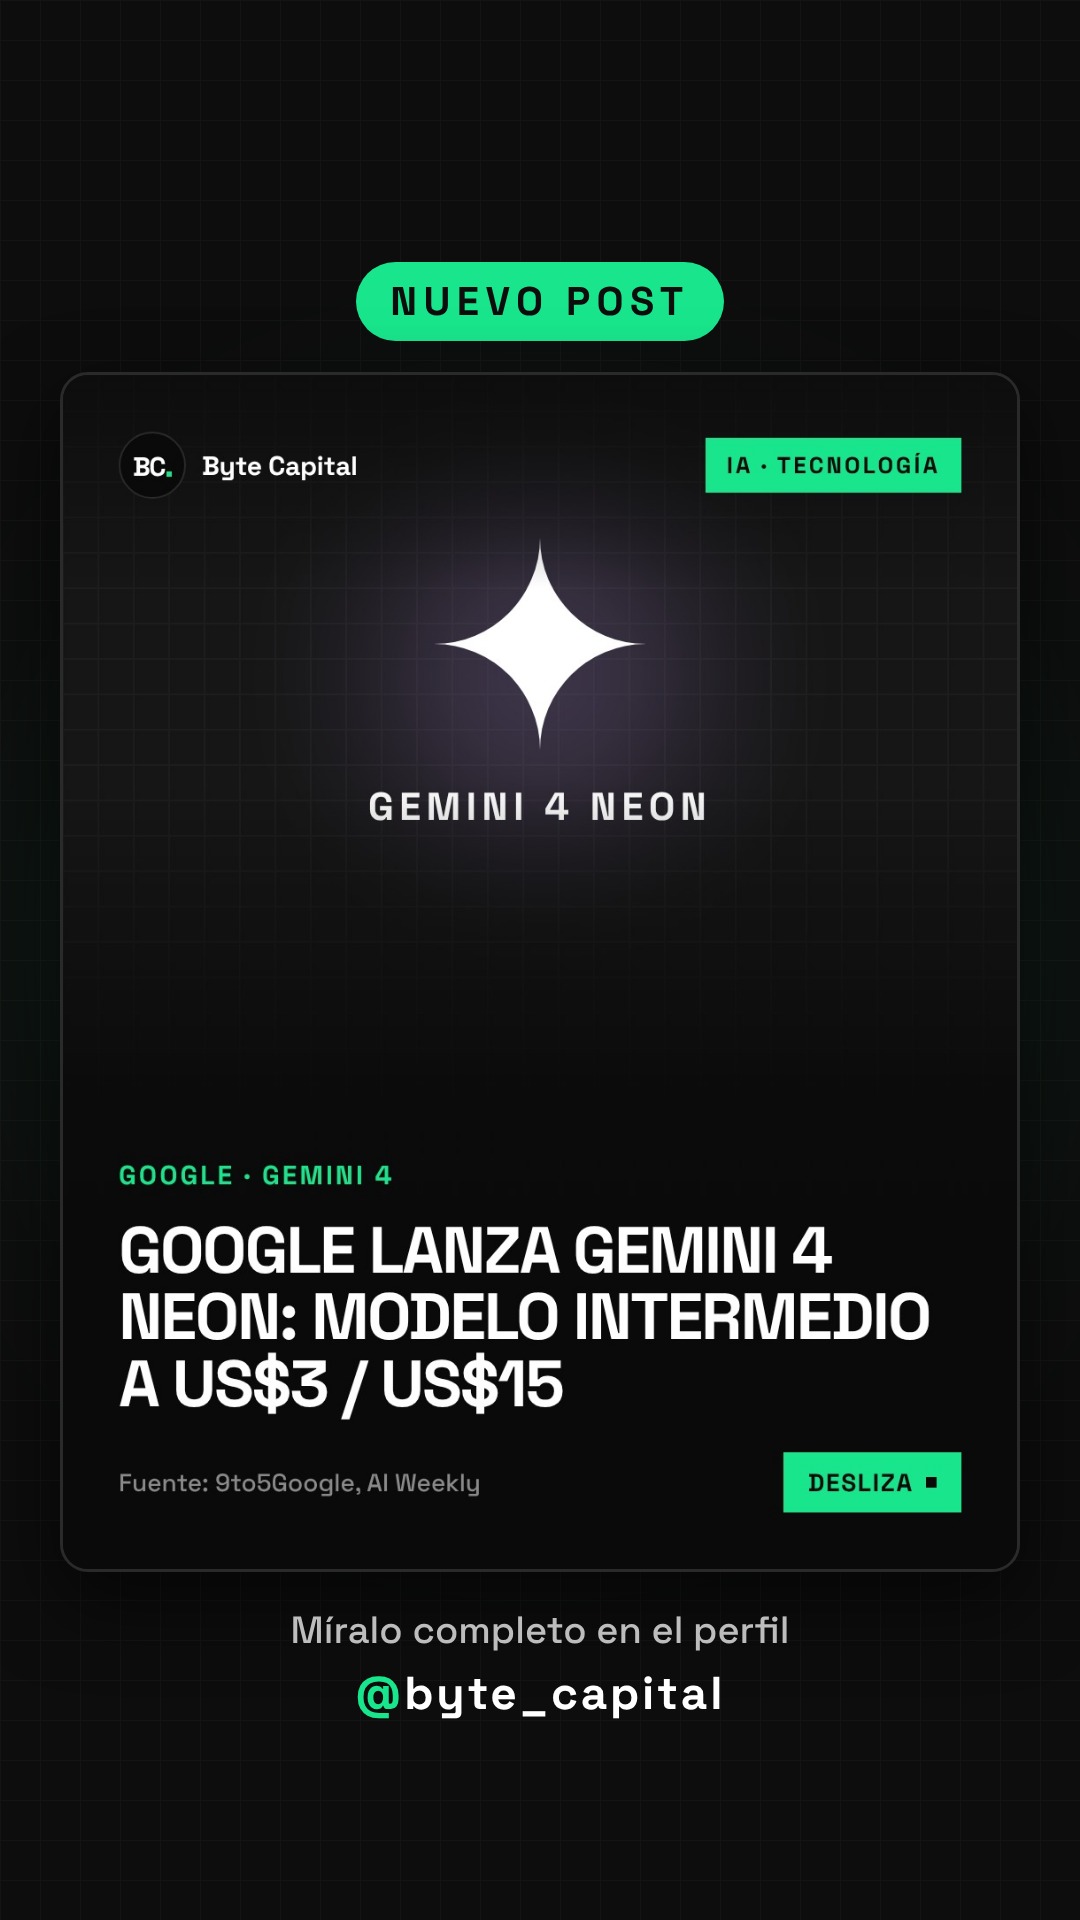 NUEVO POST
BC.
Byte Capital
IA · TECNOLOGÍA
GEMINI 4 NEON
GOOGLE · GEMINI 4
GOOGLE LANZA GEMINI 4
NEON: MODELO INTERMEDIO
A US$3 / US$15
Fuente: 9to5Google, AI Weekly
DESLIZA ▪
Míralo completo en el perfil
@byte_capital